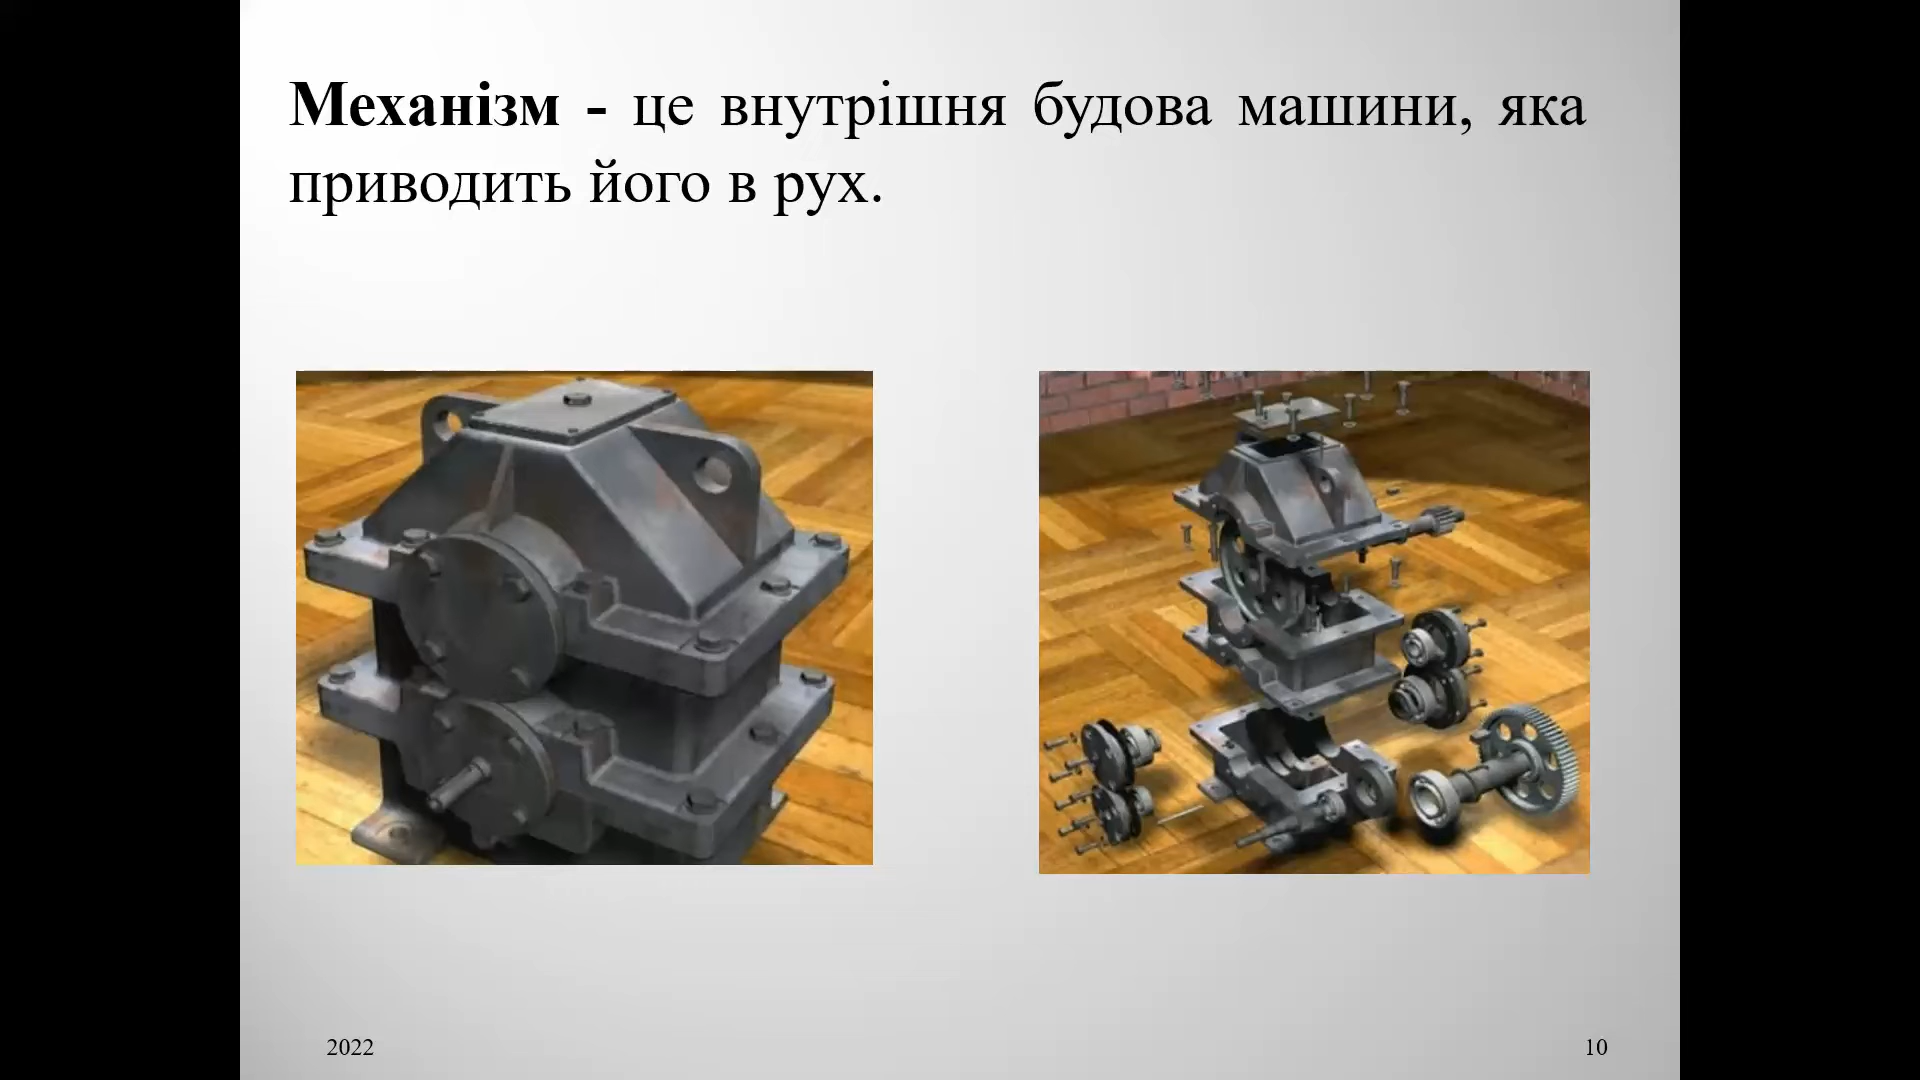 Механізм - це внутрішня будова машини, яка
приводить його в рух.
2022
10